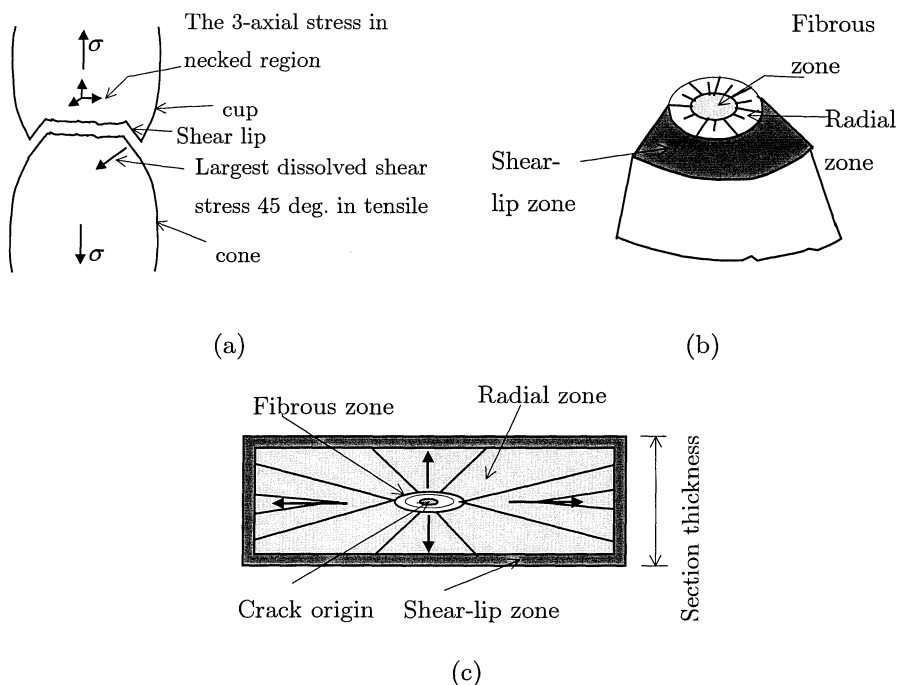 The 3-axial stress in
necked region
σ
cup
Shear lip
Largest dissolved shear
stress 45 deg. in tensile
cone
σ
(a)
Fibrous
zone
Radial
zone
Shear-
lip zone
(b)
Fibrous zone
Radial zone
Section thickness
Crack origin
Shear-lip zone
(c)